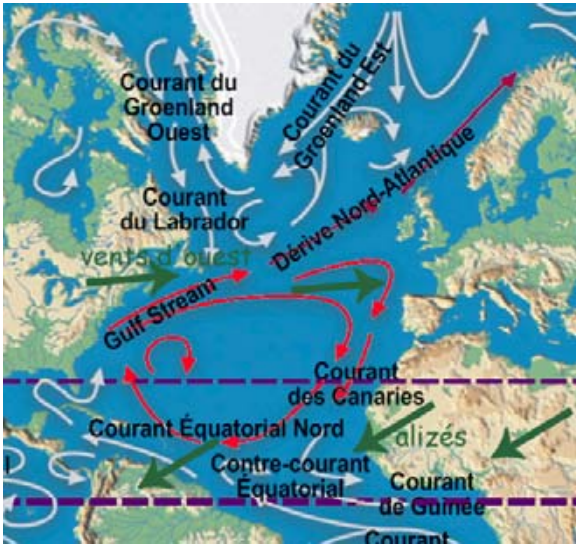 Courant du
Groenland
Ouest
Courant du
Groenland Est
Courant
du Labrador
Dérive Nord-Atlantique
vents d'ouest
Gulf Stream
Courant
des Canaries
Courant Équatorial Nord
alizés
Contre-courant
Équatorial
Courant
de Guinée
Courant